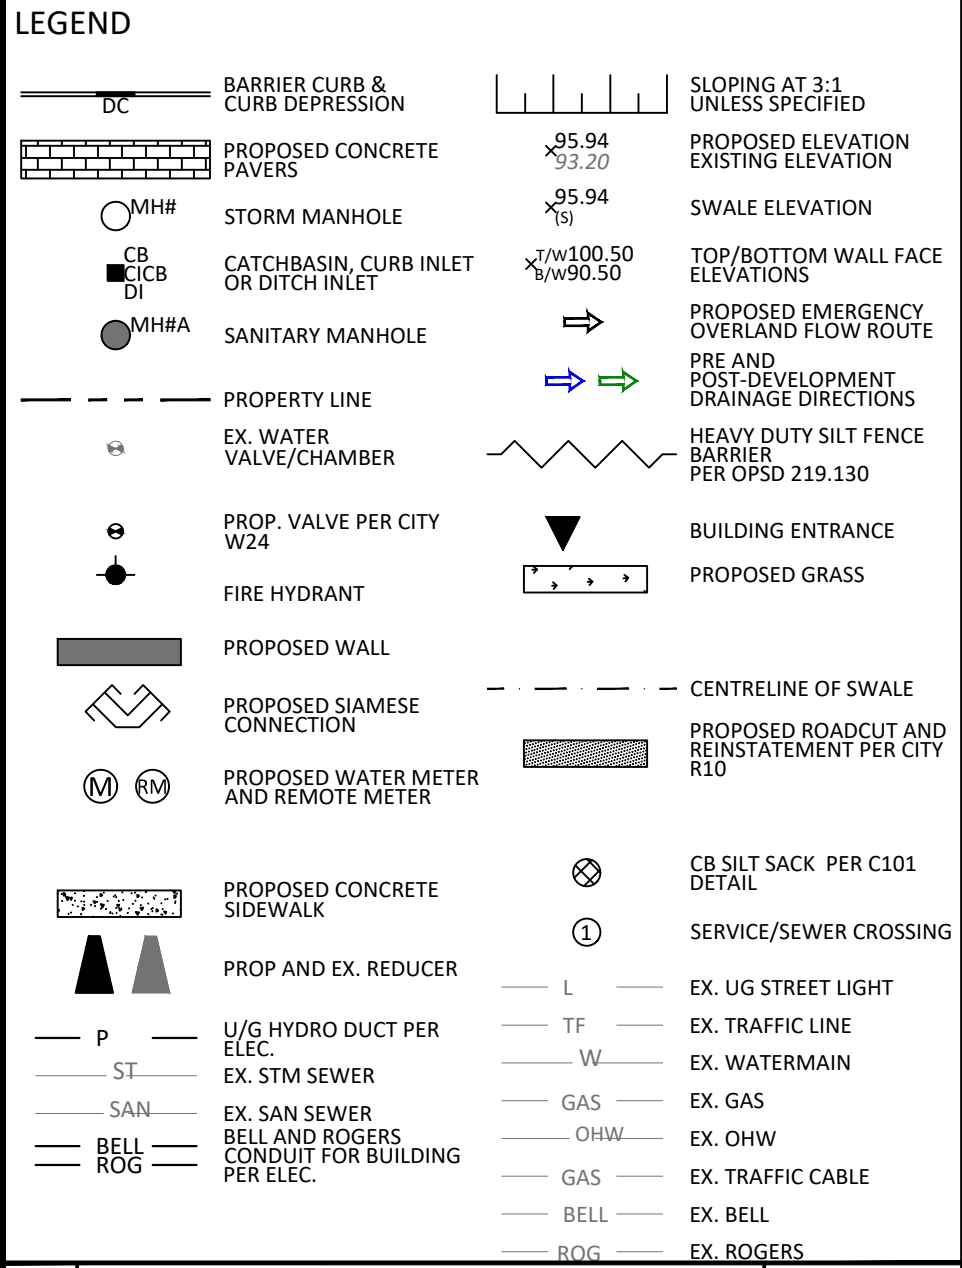 LEGEND
DC
BARRIER CURB &
CURB DEPRESSION
PROPOSED CONCRETE
PAVERS
MH#
STORM MANHOLE
CB
CICB
DI
CATCHBASIN, CURB INLET
OR DITCH INLET
MH#A
SANITARY MANHOLE
PROPERTY LINE
EX. WATER
VALVE/CHAMBER
PROP. VALVE PER CITY
W24
FIRE HYDRANT
PROPOSED WALL
PROPOSED SIAMESE
CONNECTION
M RM
PROPOSED WATER METER
AND REMOTE METER
PROPOSED CONCRETE
SIDEWALK
PROP AND EX. REDUCER
P
U/G HYDRO DUCT PER
ELEC.
ST
EX. STM SEWER
SAN
EX. SAN SEWER
BELL
ROG
BELL AND ROGERS
CONDUIT FOR BUILDING
PER ELEC.
SLOPING AT 3:1
UNLESS SPECIFIED
95.94
93.20
PROPOSED ELEVATION
EXISTING ELEVATION
95.94
(S)
SWALE ELEVATION
T/W100.50
B/W90.50
TOP/BOTTOM WALL FACE
ELEVATIONS
PROPOSED EMERGENCY
OVERLAND FLOW ROUTE
PRE AND
POST-DEVELOPMENT
DRAINAGE DIRECTIONS
HEAVY DUTY SILT FENCE
BARRIER
PER OPSD 219.130
BUILDING ENTRANCE
PROPOSED GRASS
CENTRELINE OF SWALE
PROPOSED ROADCUT AND
REINSTATEMENT PER CITY
R10
CB SILT SACK PER C101
DETAIL
1
SERVICE/SEWER CROSSING
L
EX. UG STREET LIGHT
TF
EX. TRAFFIC LINE
W
EX. WATERMAIN
GAS
EX. GAS
OHW
EX. OHW
GAS
EX. TRAFFIC CABLE
BELL
EX. BELL
ROG
EX. ROGERS